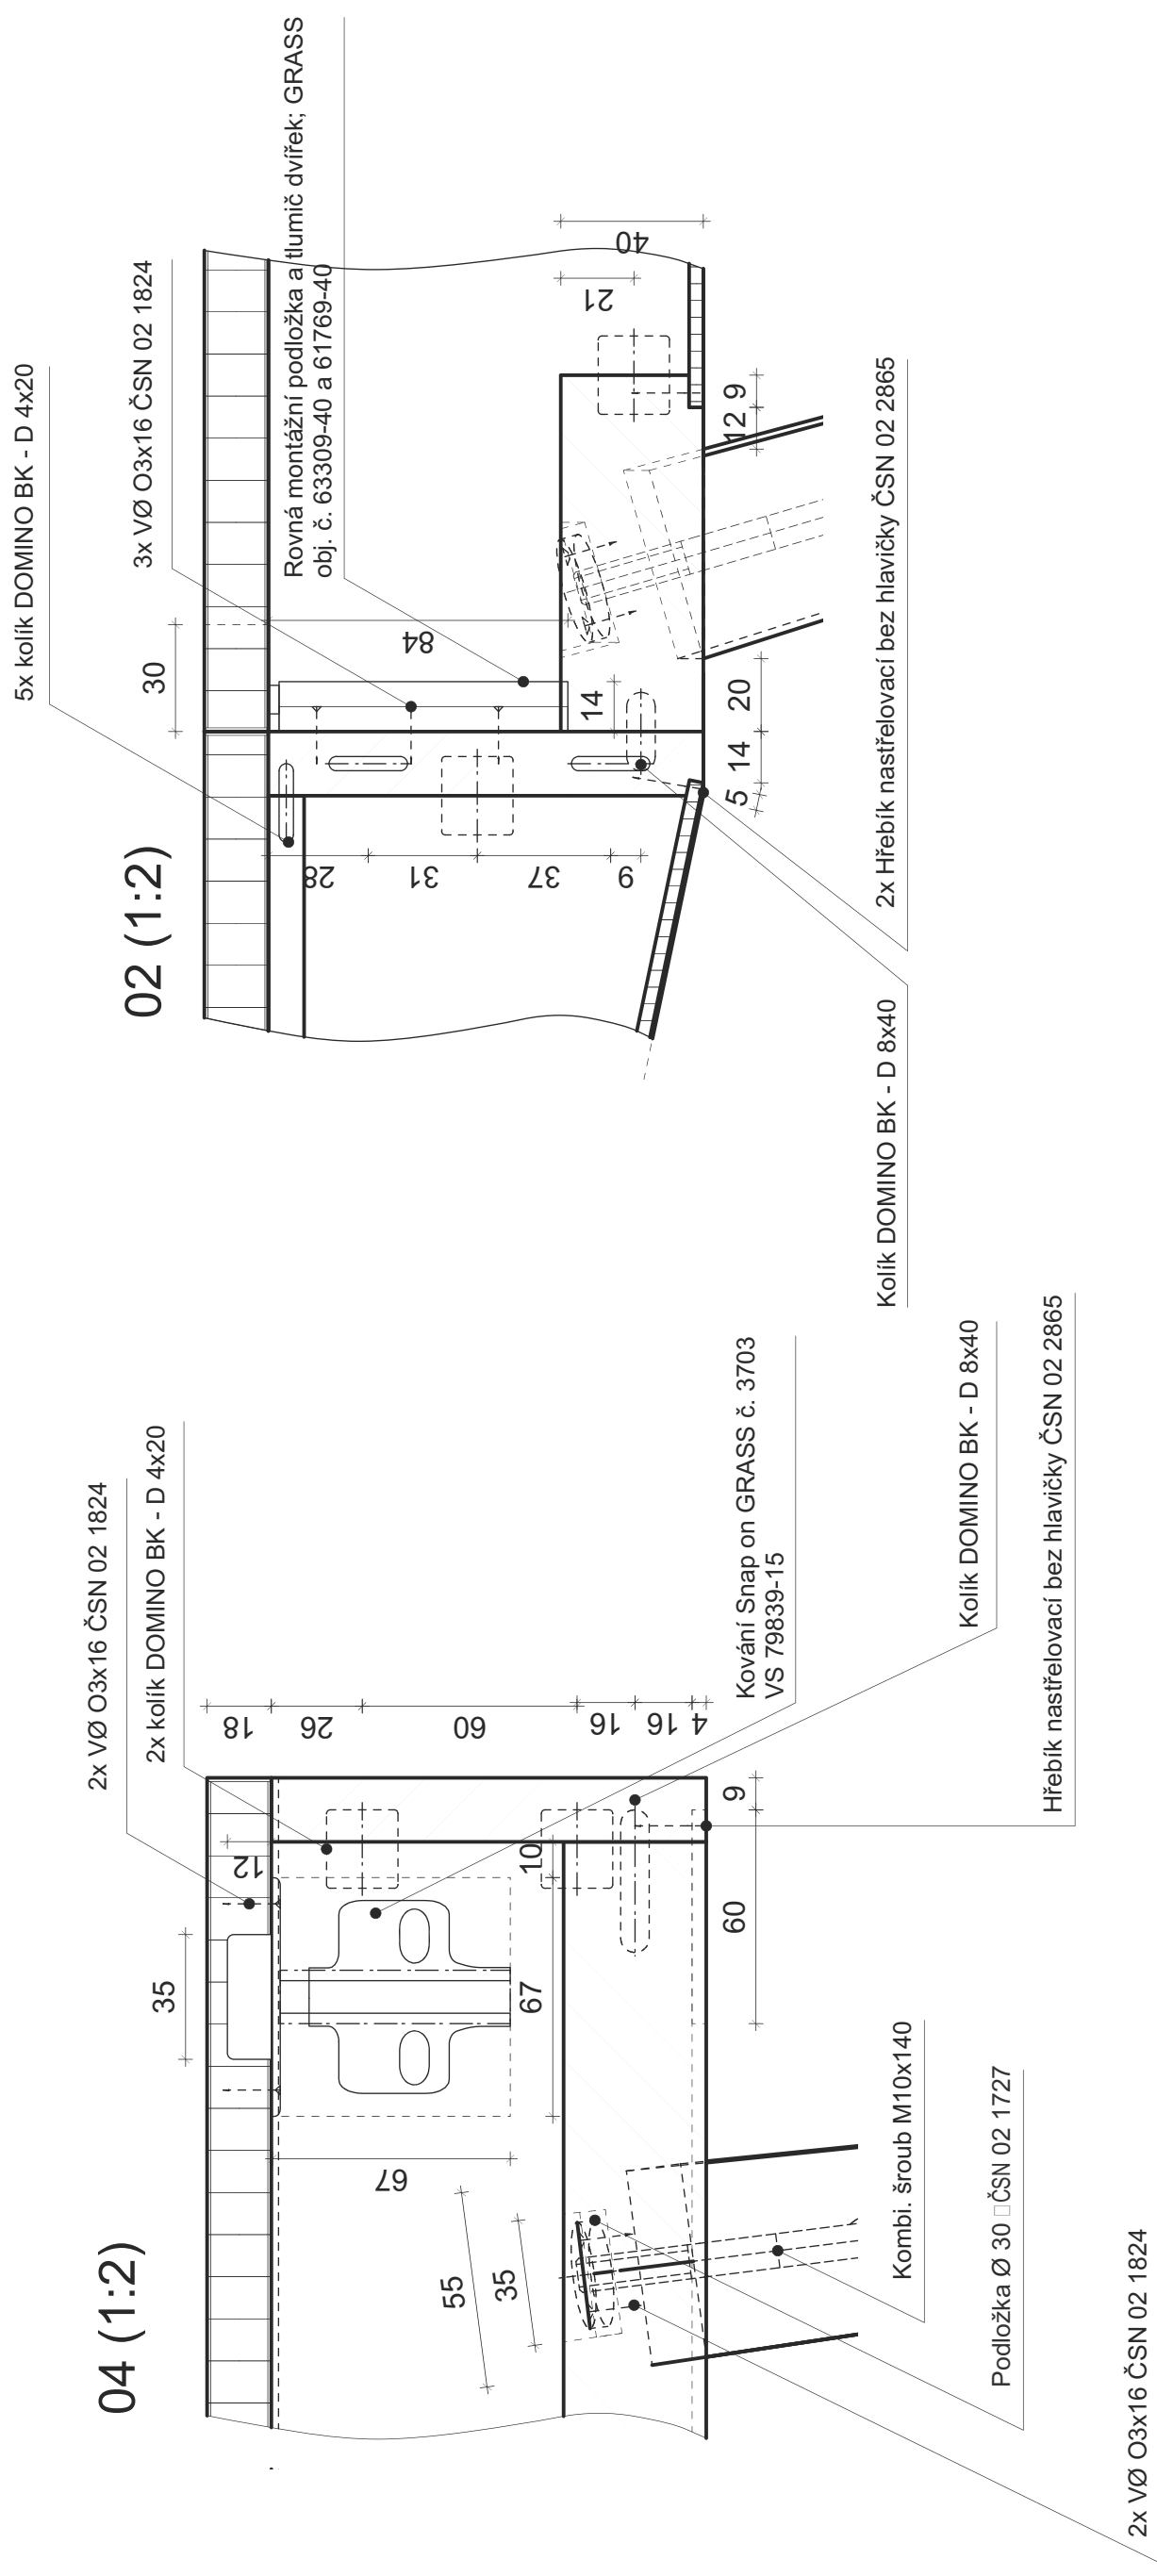 04 (1:2)
2x VØ O3x16 ČSN 02 1824
2x kolík DOMINO BK - D 4x20
35
12
18
26
60
16
16
4
10
67
67
55
35
9
60
Kování Snap on GRASS č. 3703
VS 79839-15
Kolík DOMINO BK - D 8x40
Hřebík nastřelovací bez hlavičky ČSN 02 2865
Kombi. šroub M10x140
Podložka Ø 30 □ČSN 02 1727
2x VØ O3x16 ČSN 02 1824
02 (1:2)
5x kolík DOMINO BK - D 4x20
3x VØ O3x16 ČSN 02 1824
Rovná montážní podložka a tlumič dvířek; GRASS
obj. č. 63309-40 a 61769-40
30
84
14
28
31
37
9
21
40
5
14
20
12
9
2x Hřebík nastřelovací bez hlavičky ČSN 02 2865
Kolík DOMINO BK - D 8x40